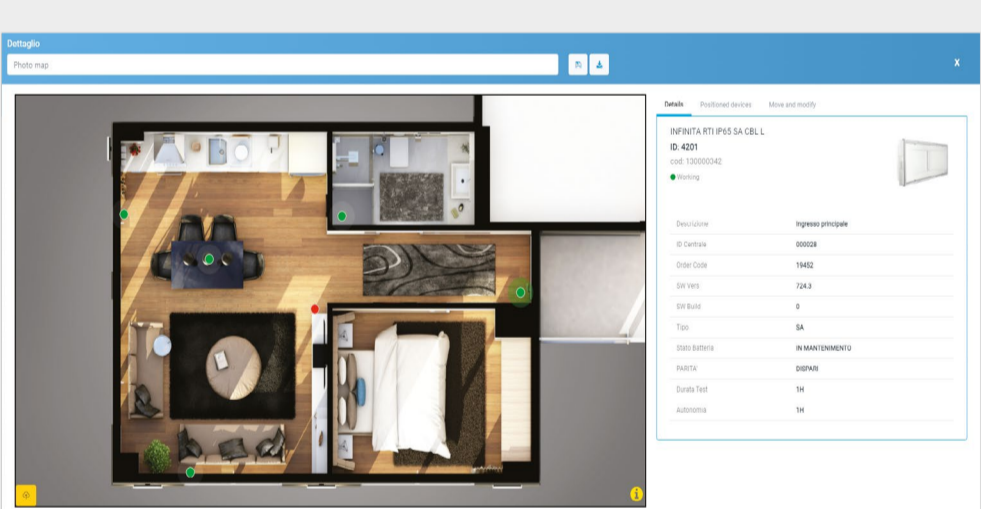 Dettaglio
Photo map
X
Details Positioned devices Move and modify
INFINITA RTI IP65 SA CBL L
ID: 4201
cod: 130000342
Working
Descrizione Ingresso principale
ID Centrale 000028
Order Code 19452
SW Vers 724.3
SW Build 0
Tipo SA
Stato Batteria IN MANTENIMENTO
PARITA' DISPARI
Durata Test 1H
Autonomia 1H
i